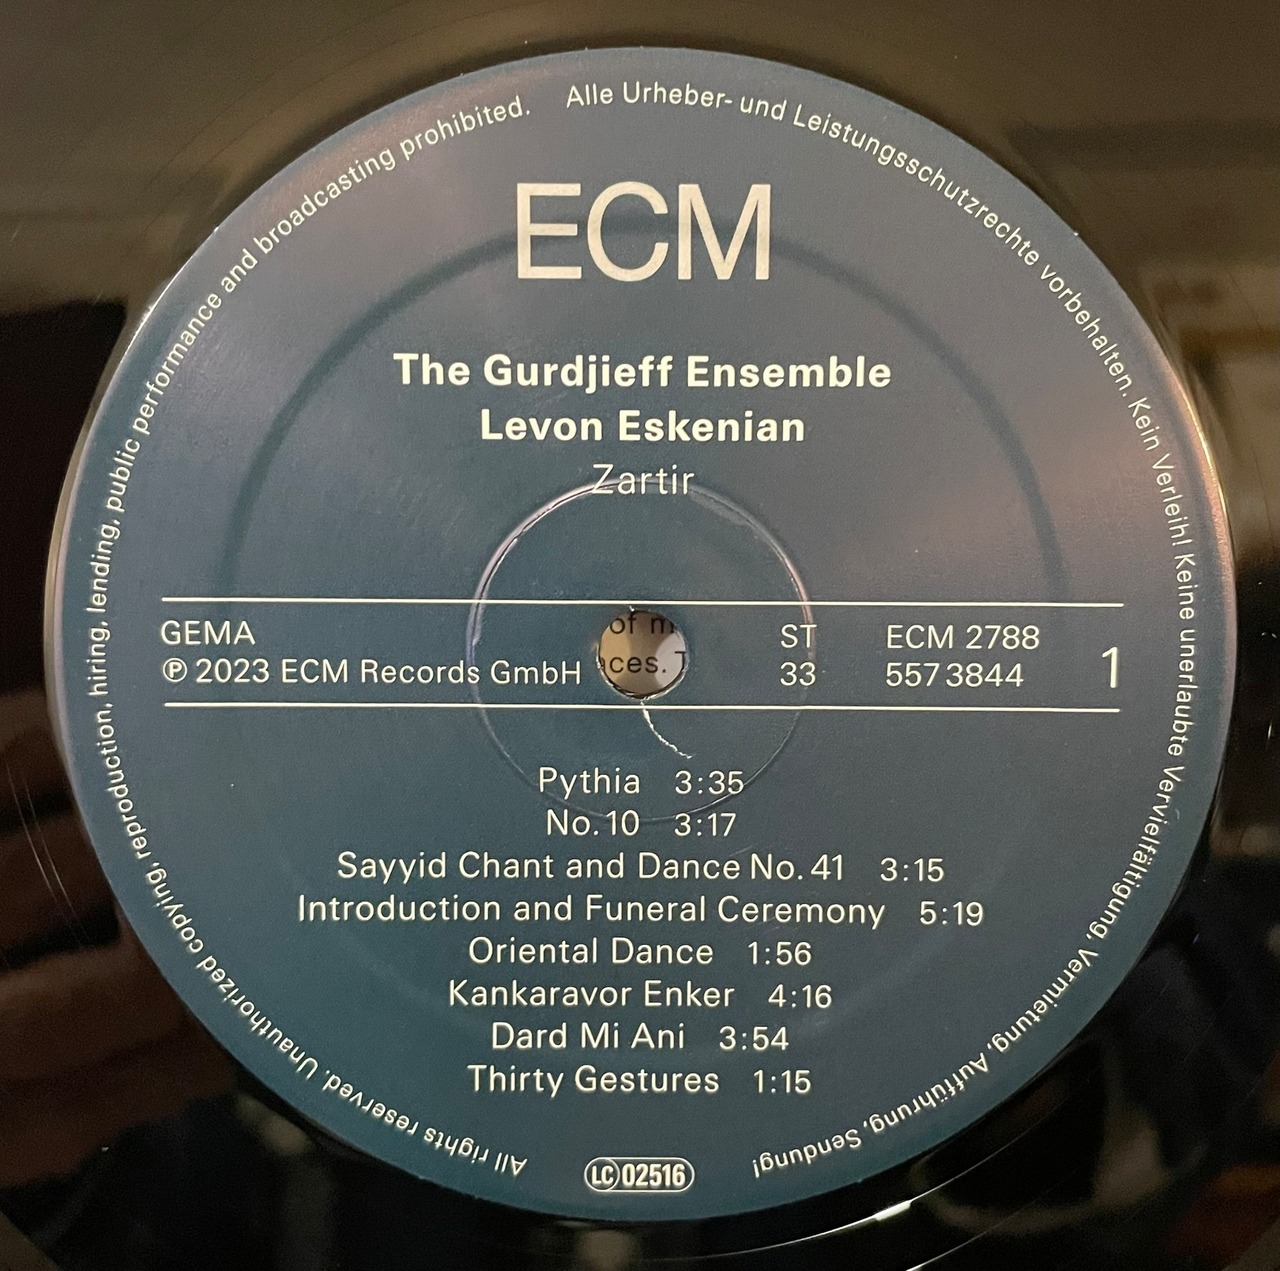 All rights reserved. Unauthorized copying, reproduction, hiring, lending, public performance and broadcasting prohibited.
Alle Urheber- und Leistungsschutzrechte vorbehalten. Kein Verleih! Keine unerlaubte Vervielfältigung, Vermietung, Aufführung, Sendung!
ECM
The Gurdjieff Ensemble
Levon Eskenian
Zartir
GEMA
℗ 2023 ECM Records GmbH
of
ces.
ST
33
ECM 2788
557 3844
1
Pythia 3:35
No. 10 3:17
Sayyid Chant and Dance No. 41 3:15
Introduction and Funeral Ceremony 5:19
Oriental Dance 1:56
Kankaravor Enker 4:16
Dard Mi Ani 3:54
Thirty Gestures 1:15
LC 02516